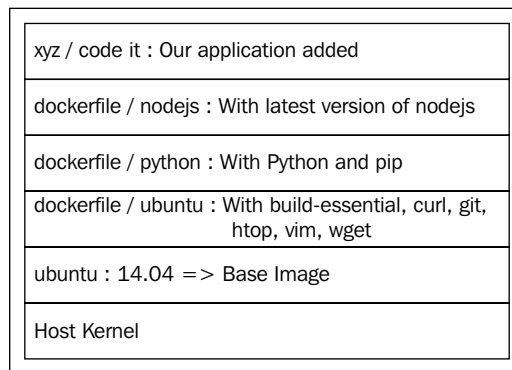 xyz / code it : Our application added
dockerfile / nodejs : With latest version of nodejs
dockerfile / python : With Python and pip
dockerfile / ubuntu : With build-essential, curl, git,
htop, vim, wget
ubuntu : 14.04 => Base Image
Host Kernel